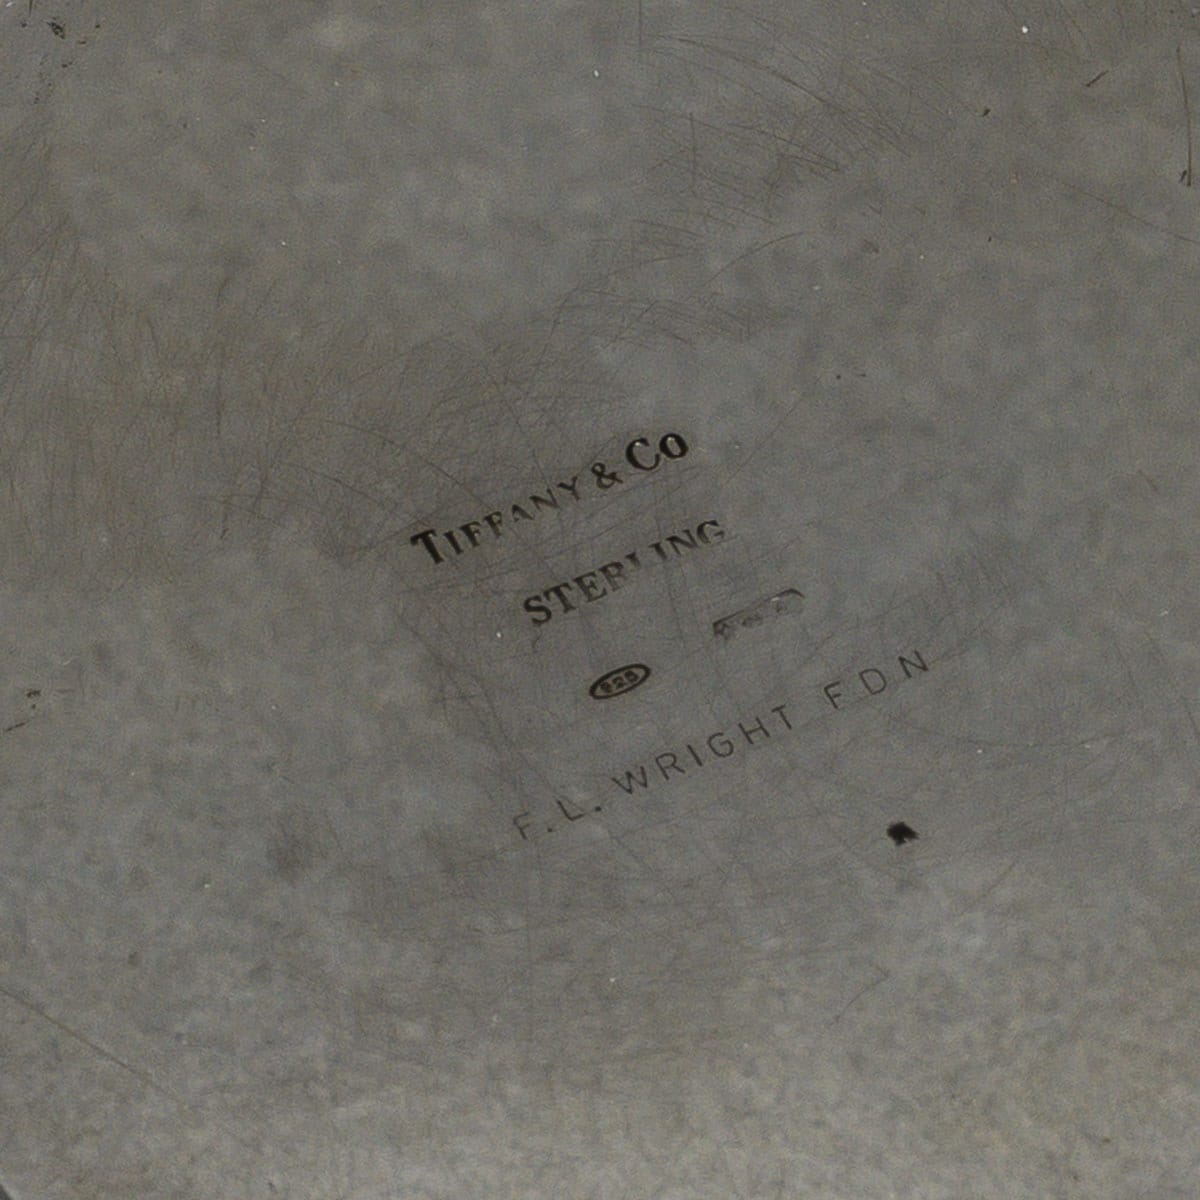 TIFFANY & CO
STERLING
925
F.L. WRIGHT FDN